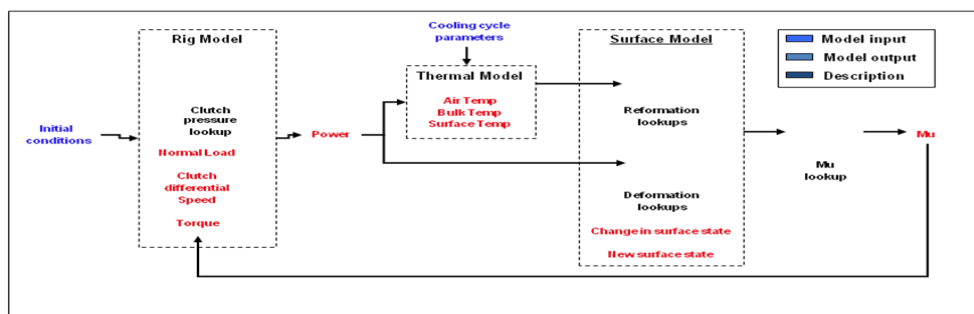 Initial
conditions
Rig Model
Clutch
pressure
lookup
Normal Load
Clutch
differential
Speed
Torque
Power
Cooling cycle
parameters
Thermal Model
Air Temp
Bulk Temp
Surface Temp
Surface Model
Reformation
lookups
Deformation
lookups
Change in surface state
New surface state
Mu
lookup
Mu
Model input
Model output
Description